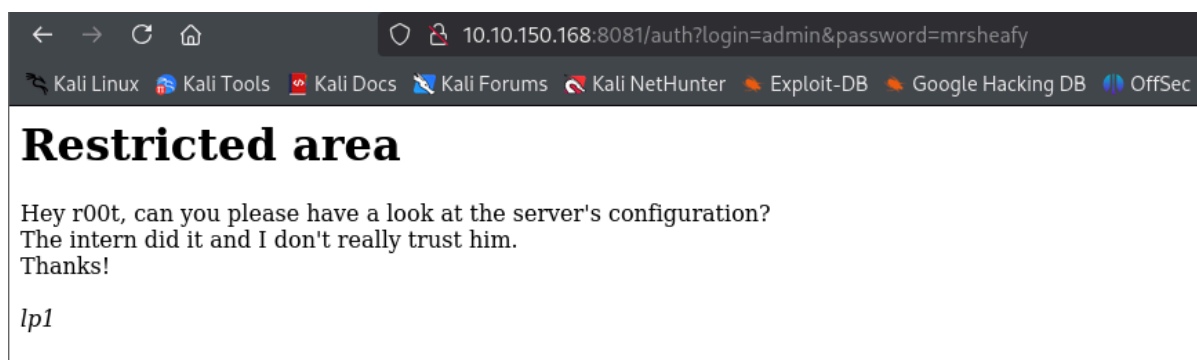 10.10.150.168:8081/auth?login=admin&password=mrsheafy
Kali Linux Kali Tools Kali Docs Kali Forums Kali NetHunter Exploit-DB Google Hacking DB OffSec
Restricted area
Hey r00t, can you please have a look at the server's configuration?
The intern did it and I don't really trust him.
Thanks!
lp1